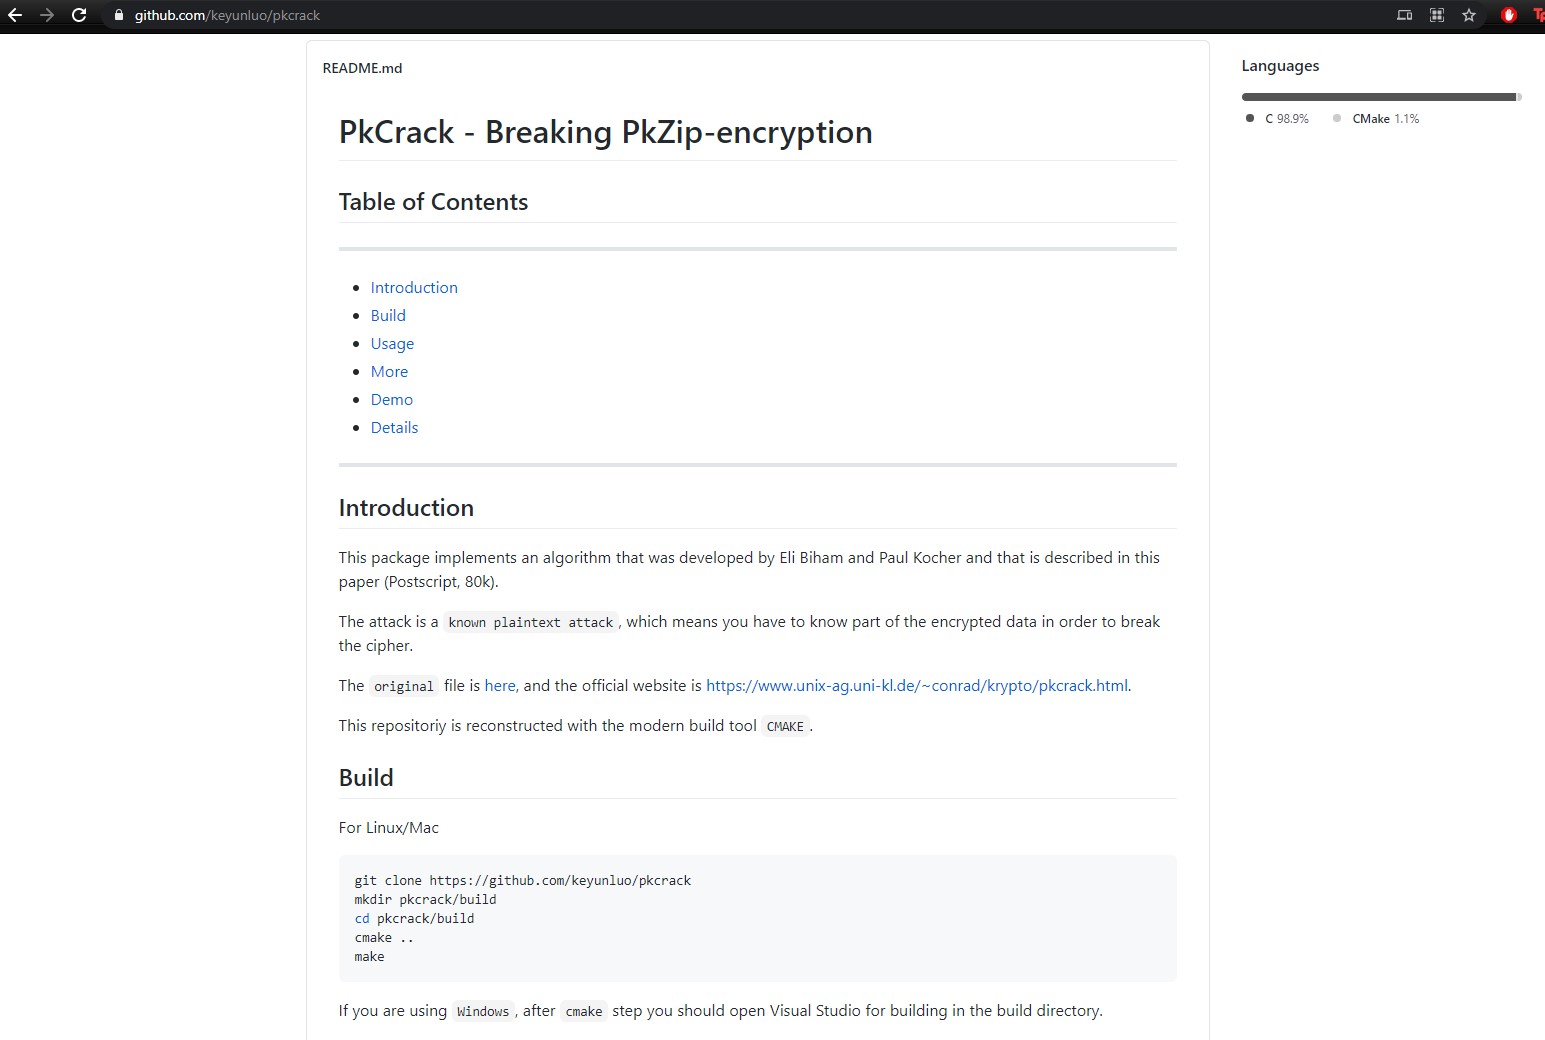 github.com/keyunluo/pkcrack
README.md
Languages
C 98.9%
CMake 1.1%
PkCrack - Breaking PkZip-encryption
Table of Contents
Introduction
Build
Usage
More
Demo
Details
Introduction
This package implements an algorithm that was developed by Eli Biham and Paul Kocher and that is described in this
paper (Postscript, 80k).
The attack is a known plaintext attack, which means you have to know part of the encrypted data in order to break
the cipher.
The original file is here, and the official website is https://www.unix-ag.uni-kl.de/~conrad/krypto/pkcrack.html.
This repositoriy is reconstructed with the modern build tool CMAKE.
Build
For Linux/Mac
git clone https://github.com/keyunluo/pkcrack
mkdir pkcrack/build
cd pkcrack/build
cmake ..
make
If you are using Windows, after cmake step you should open Visual Studio for building in the build directory.